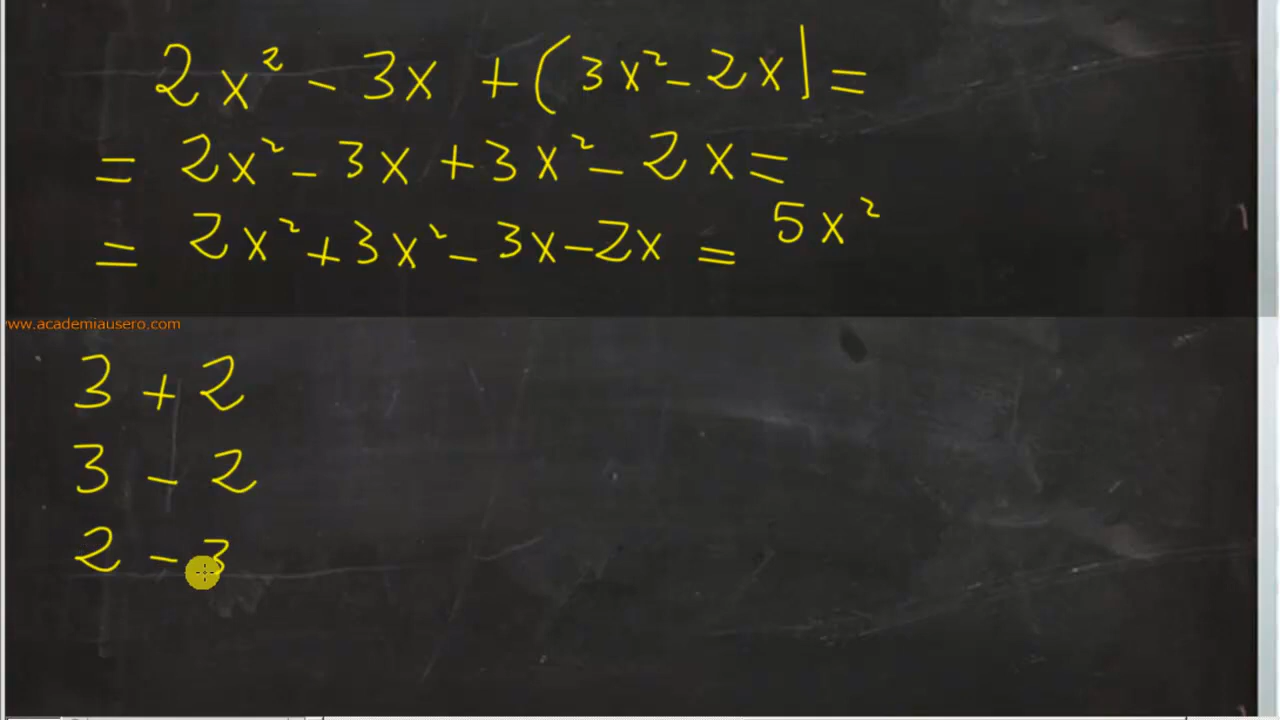 2x² - 3x + (3x² - 2x) =
= 2x² - 3x + 3x² - 2x =
= 2x² + 3x² - 3x - 2x = 5x²
ww.academiausero.com
3 + 2
3 - 2
2 - 3